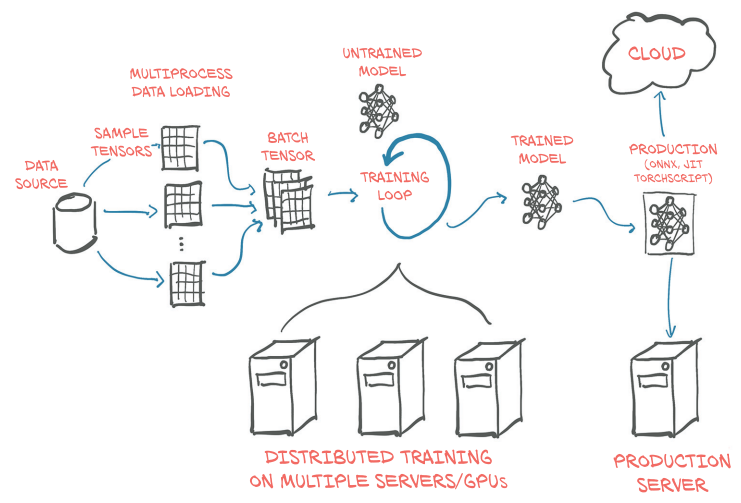 CLOUD
UNTRAINED
MODEL
MULTIPROCESS
DATA LOADING
SAMPLE
TENSORS
BATCH
TENSOR
TRAINED
MODEL
PRODUCTION
(ONNX, JIT
TORCHSCRIPT)
DATA
SOURCE
TRAINING
LOOP
DISTRIBUTED TRAINING
ON MULTIPLE SERVERS/GPUs
PRODUCTION
SERVER